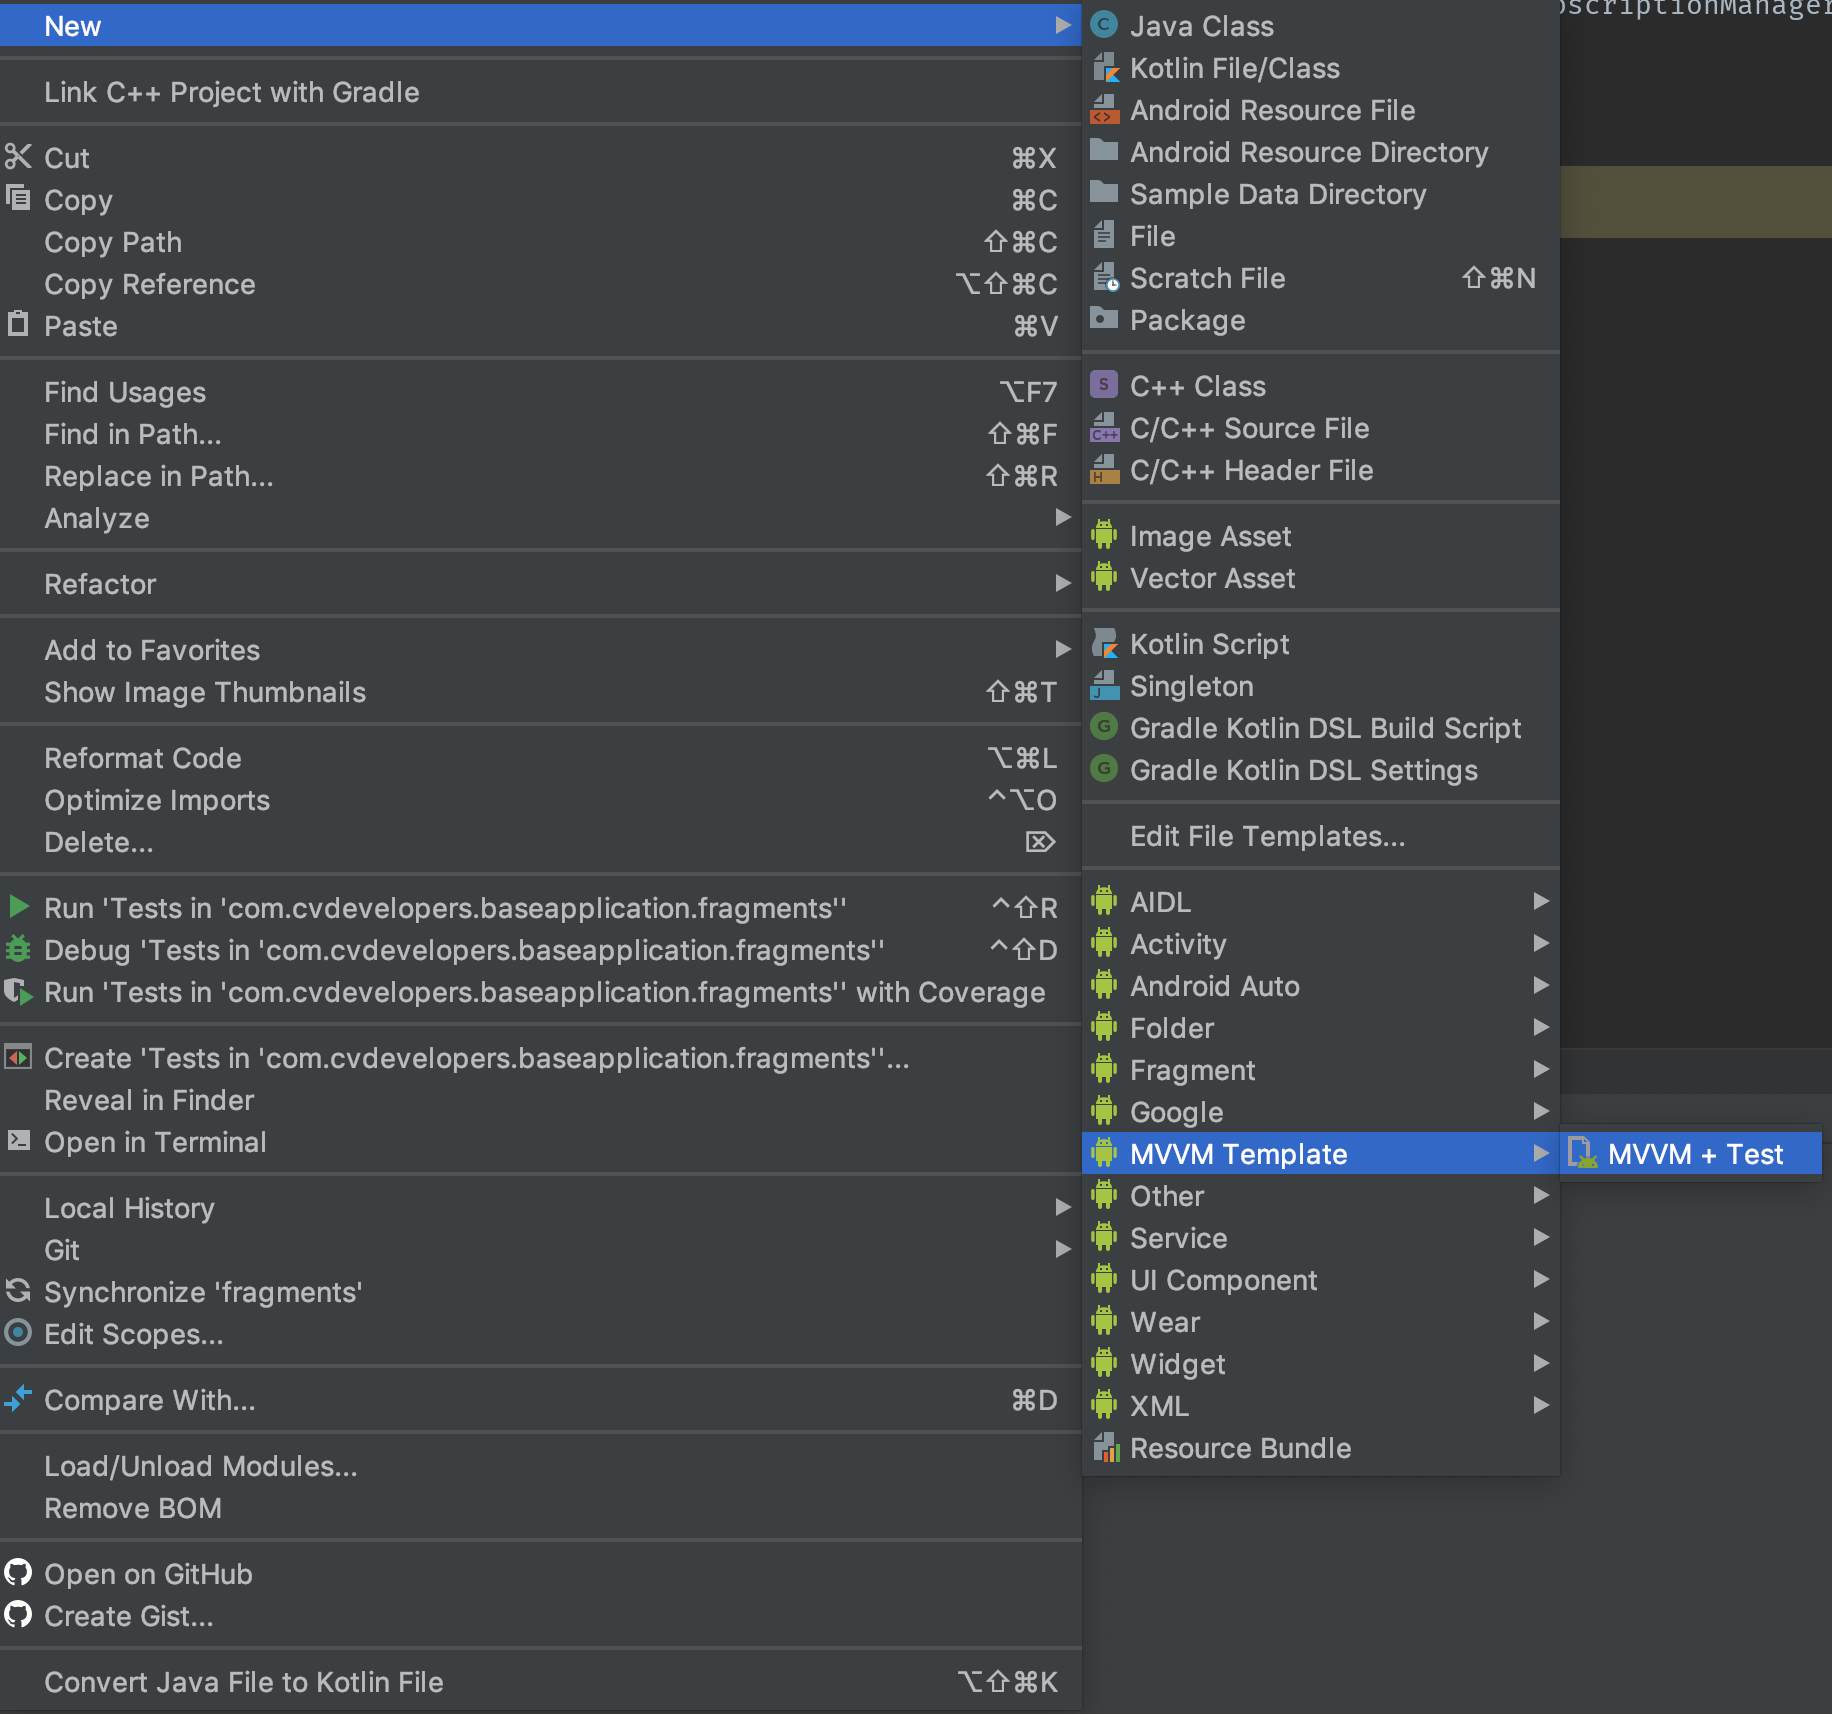 New
Link C++ Project with Gradle
Cut ⌘X
Copy ⌘C
Copy Path ⇧⌘C
Copy Reference ⌥⇧⌘C
Paste ⌘V
Find Usages ⌥F7
Find in Path... ⇧⌘F
Replace in Path... ⇧⌘R
Analyze
Refactor
Add to Favorites
Show Image Thumbnails ⇧⌘T
Reformat Code ⌥⌘L
Optimize Imports ^⌥O
Delete... ⌦
Run 'Tests in 'com.cvdevelopers.baseapplication.fragments'' ^⇧R
Debug 'Tests in 'com.cvdevelopers.baseapplication.fragments'' ^⇧D
Run 'Tests in 'com.cvdevelopers.baseapplication.fragments'' with Coverage
Create 'Tests in 'com.cvdevelopers.baseapplication.fragments''...
Reveal in Finder
Open in Terminal
Local History
Git
Synchronize 'fragments'
Edit Scopes...
Compare With... ⌘D
Load/Unload Modules...
Remove BOM
Open on GitHub
Create Gist...
Convert Java File to Kotlin File ⌥⇧⌘K
Java Class
Kotlin File/Class
Android Resource File
Android Resource Directory
Sample Data Directory
File
Scratch File ⇧⌘N
Package
C++ Class
C/C++ Source File
C/C++ Header File
Image Asset
Vector Asset
Kotlin Script
Singleton
Gradle Kotlin DSL Build Script
Gradle Kotlin DSL Settings
Edit File Templates...
AIDL
Activity
Android Auto
Folder
Fragment
Google
MVVM Template
Other
Service
UI Component
Wear
Widget
XML
Resource Bundle
MVVM + Test